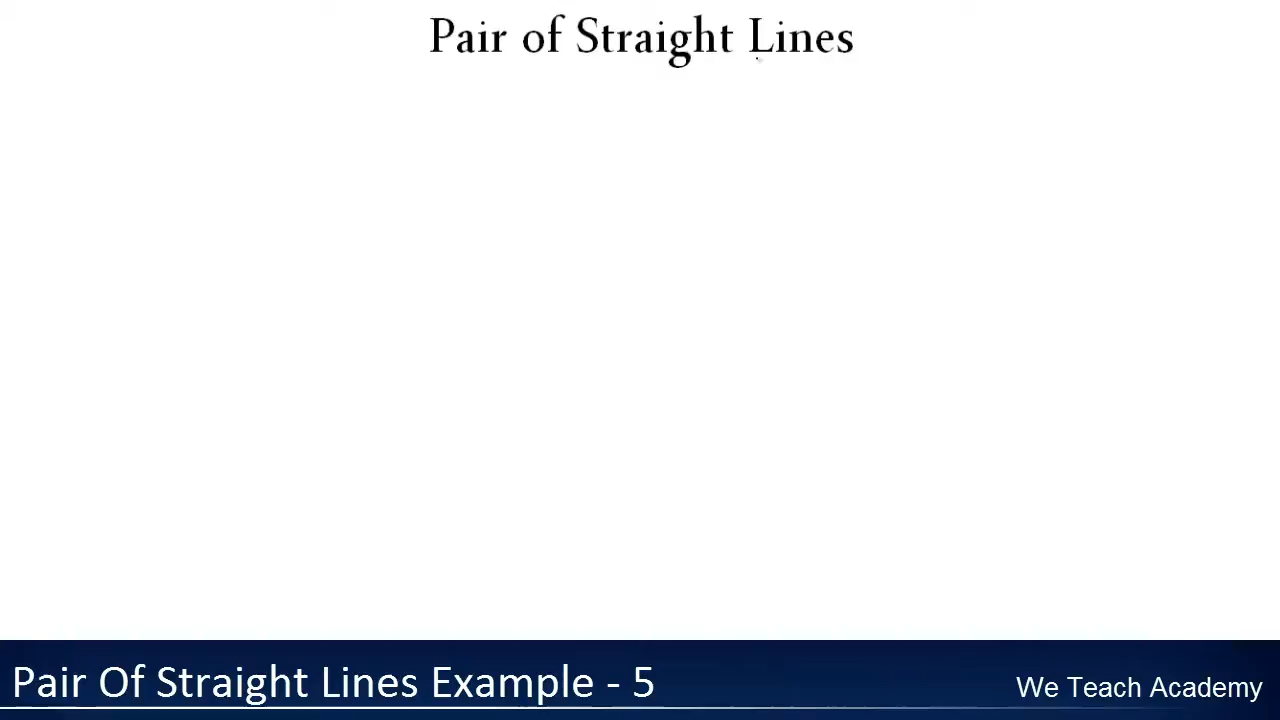 Pair of Straight Lines
Pair Of Straight Lines Example - 5
We Teach Academy